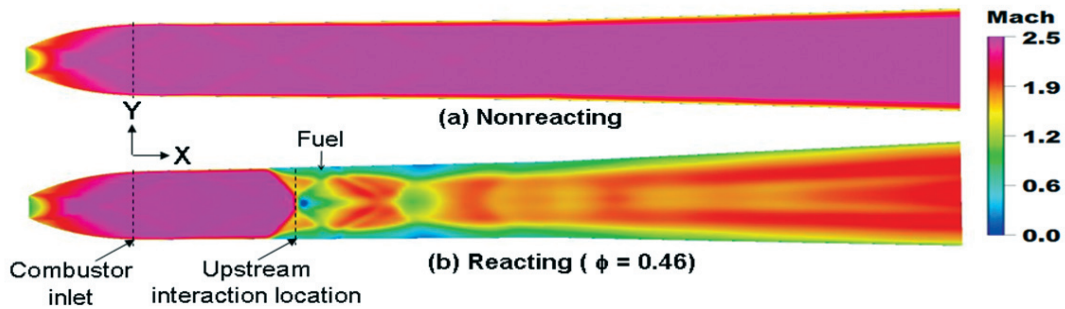 Mach
2.5
1.9
1.2
0.6
0.0
(a) Nonreacting
Y
X
Fuel
Combustor
inlet
Upstream
interaction location
(b) Reacting ( ϕ = 0.46)